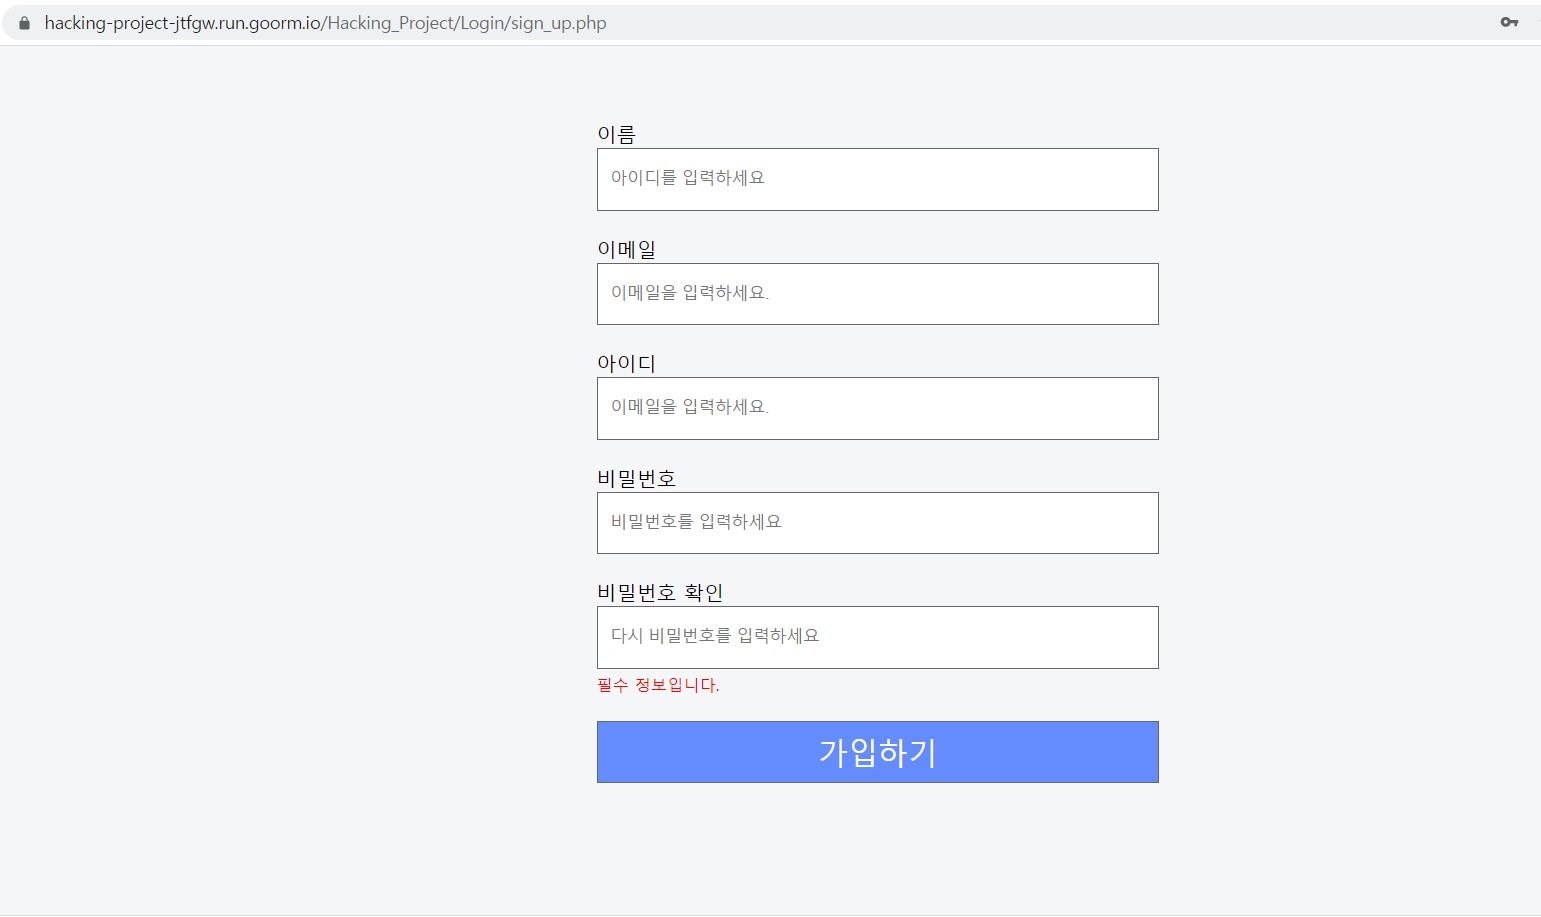 hacking-project-jtfgw.run.goorm.io/Hacking_Project/Login/sign_up.php
이름
아이디를 입력하세요
이메일
이메일을 입력하세요.
아이디
이메일을 입력하세요.
비밀번호
비밀번호를 입력하세요
비밀번호 확인
다시 비밀번호를 입력하세요
필수 정보입니다.
가입하기